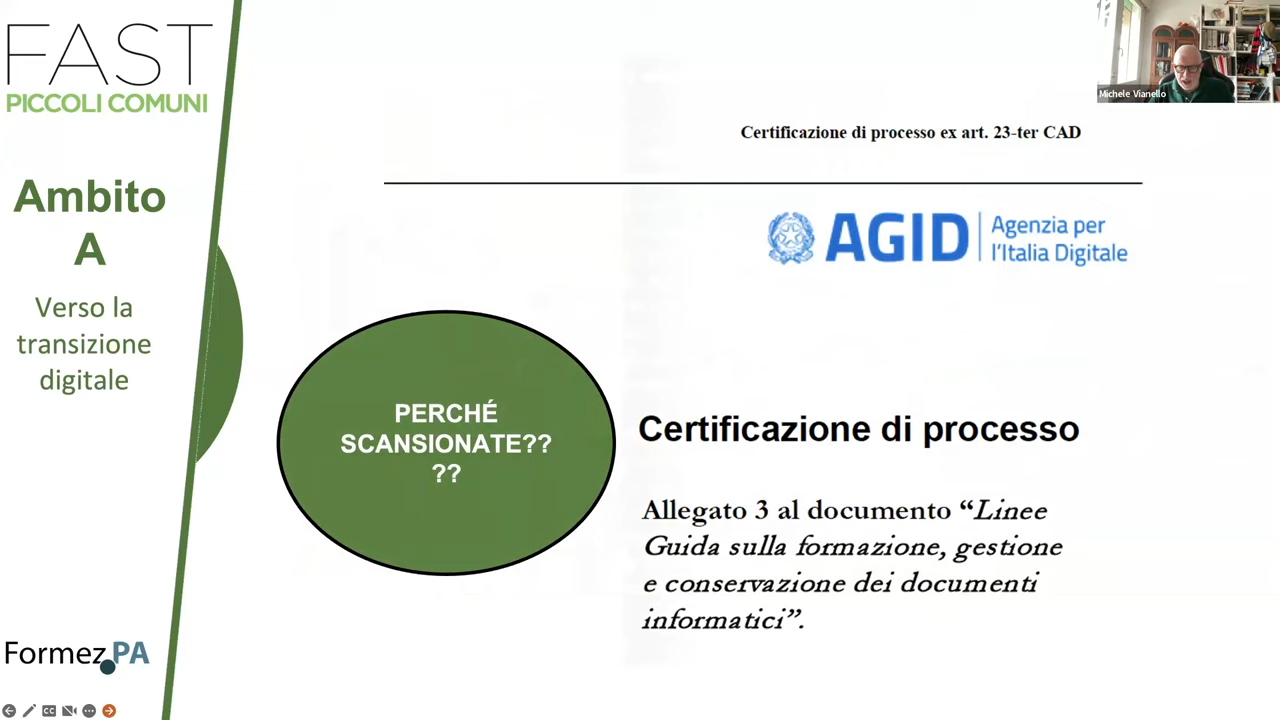 FAST
PICCOLI COMUNI
Ambito
A
Verso la
transizione
digitale
Formez PA
Michele Vianello
Certificazione di processo ex art. 23-ter CAD
AGID
Agenzia per
l'Italia Digitale
PERCHÉ
SCANSIONATE??
??
Certificazione di processo
Allegato 3 al documento “Linee
Guida sulla formazione, gestione
e conservazione dei documenti
informatici”.
CC